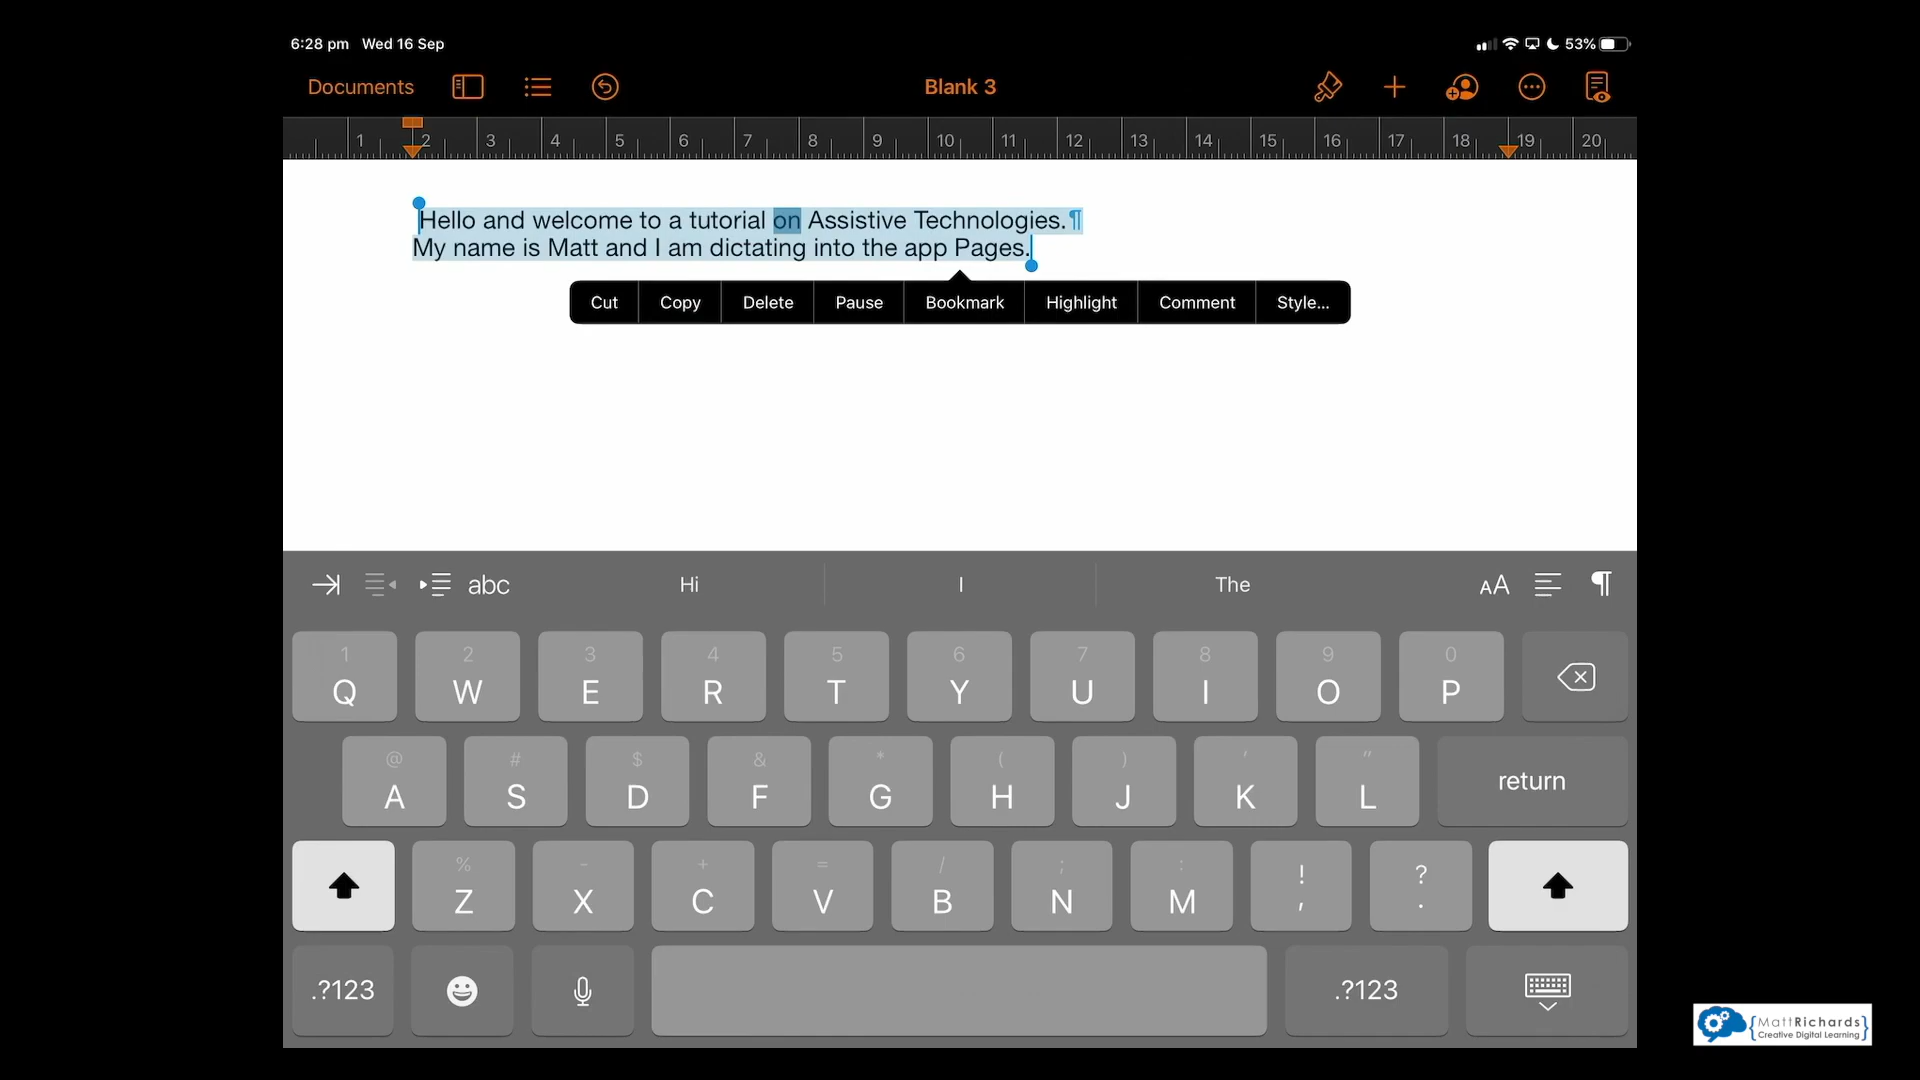 6:28 pm Wed 16 Sep 53%
Documents Blank 3
1 2 3 4 5 6 7 8 9 10 11 12 13 14 15 16 17 18 19 20
Hello and welcome to a tutorial on Assistive Technologies.¶
My name is Matt and I am dictating into the app Pages.
Cut Copy Delete Pause Bookmark Highlight Comment Style...
abc Hi I The AA ¶
1 2 3 4 5 6 7 8 9 0
Q W E R T Y U I O P
@ # $ & * ( ) ' "
A S D F G H J K L return
% - + = / ; : ! ?
Z X C V B N M , .
.?123 .?123
{MattRichards}
Creative Digital Learning